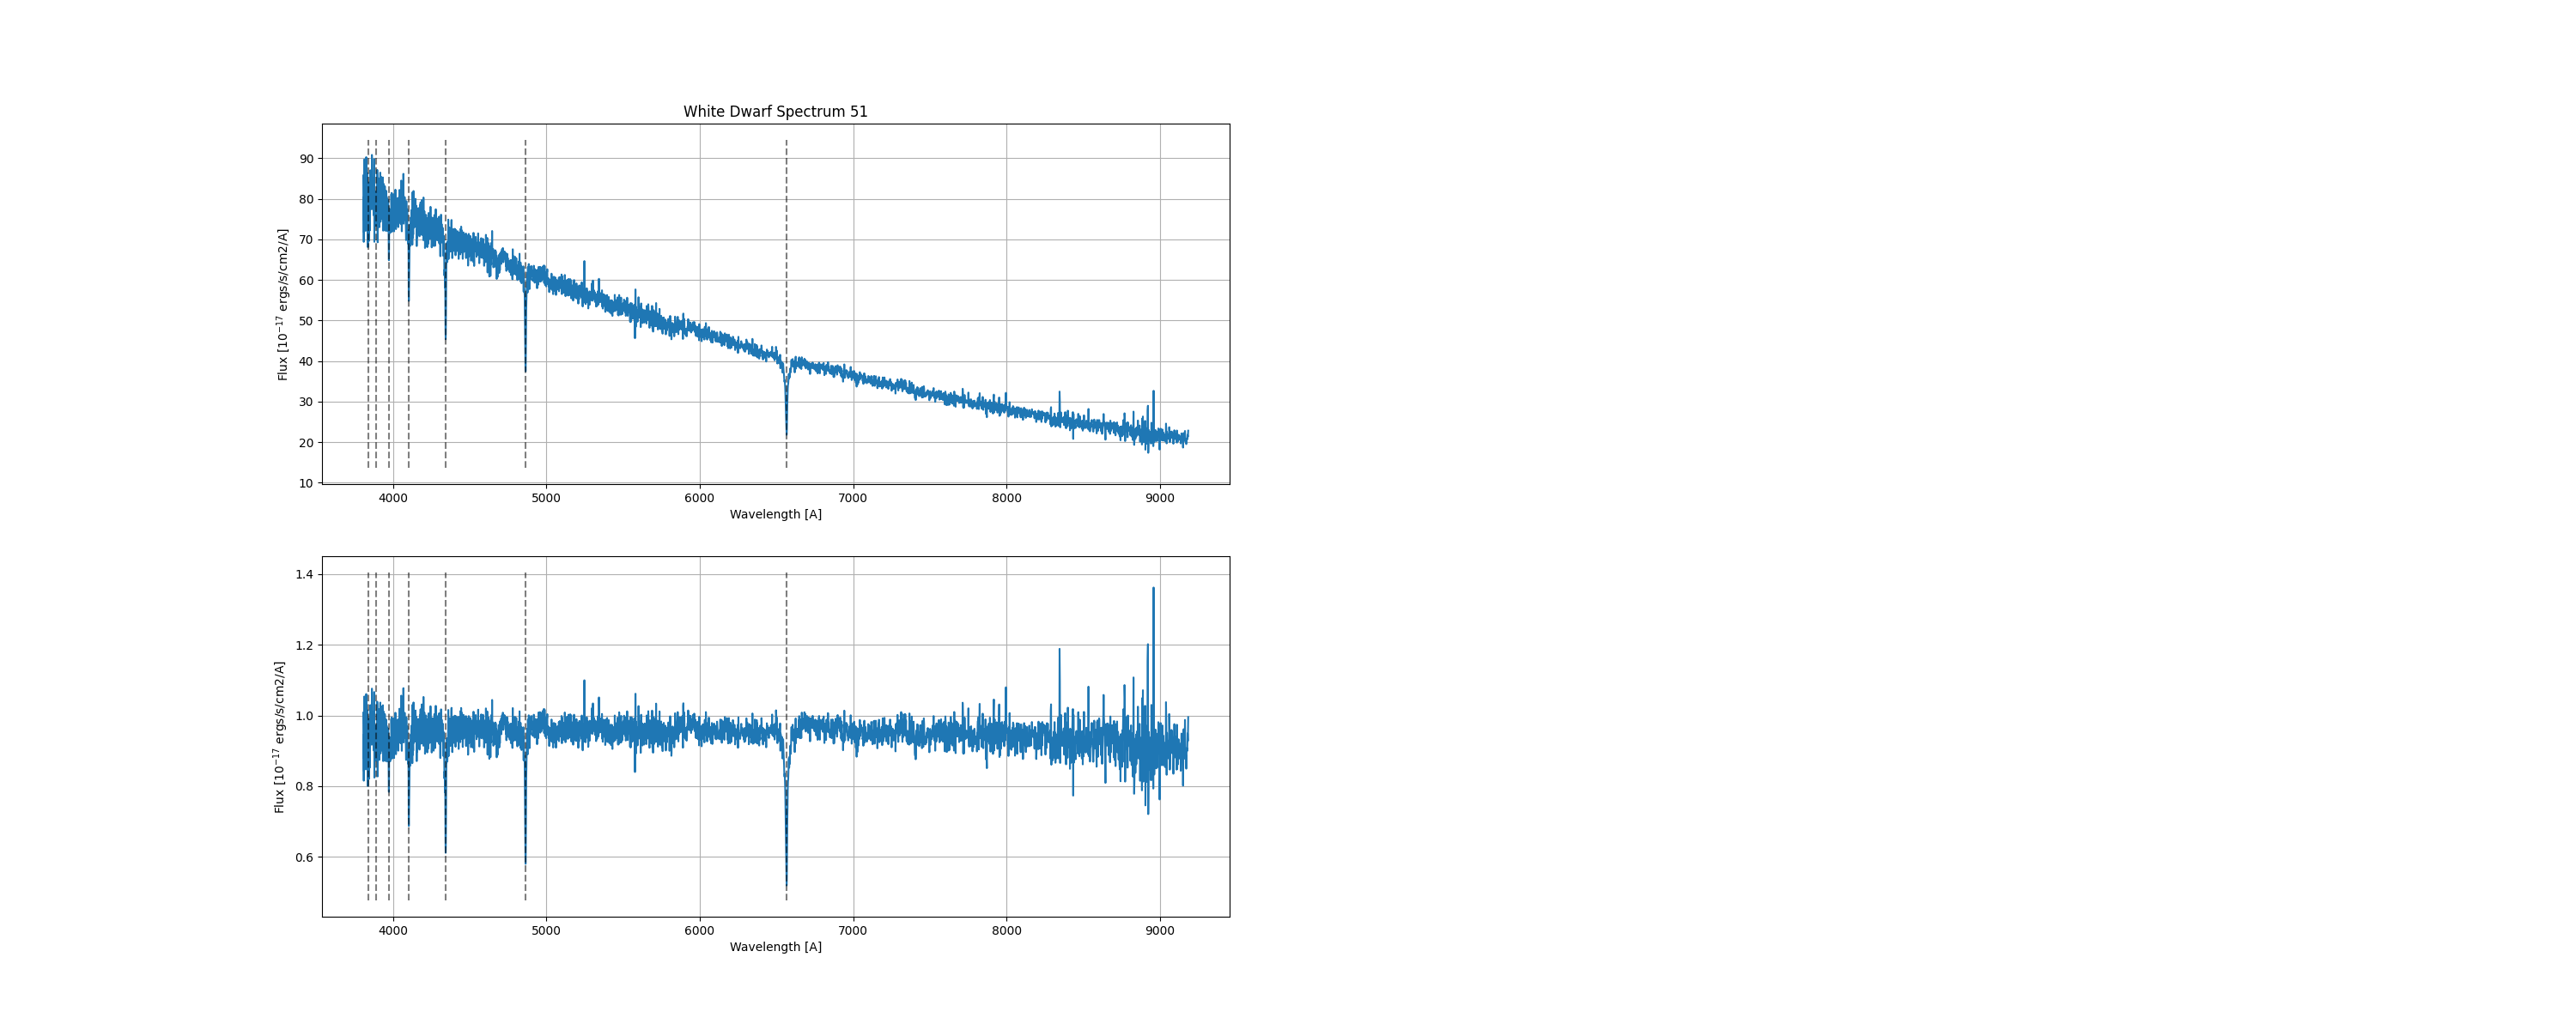 White Dwarf Spectrum 51
Flux [10⁻¹⁷ ergs/s/cm2/A]
90
80
70
60
50
40
30
20
10
4000 5000 6000 7000 8000 9000
Wavelength [A]
Flux [10⁻¹⁷ ergs/s/cm2/A]
1.4
1.2
1.0
0.8
0.6
4000 5000 6000 7000 8000 9000
Wavelength [A]